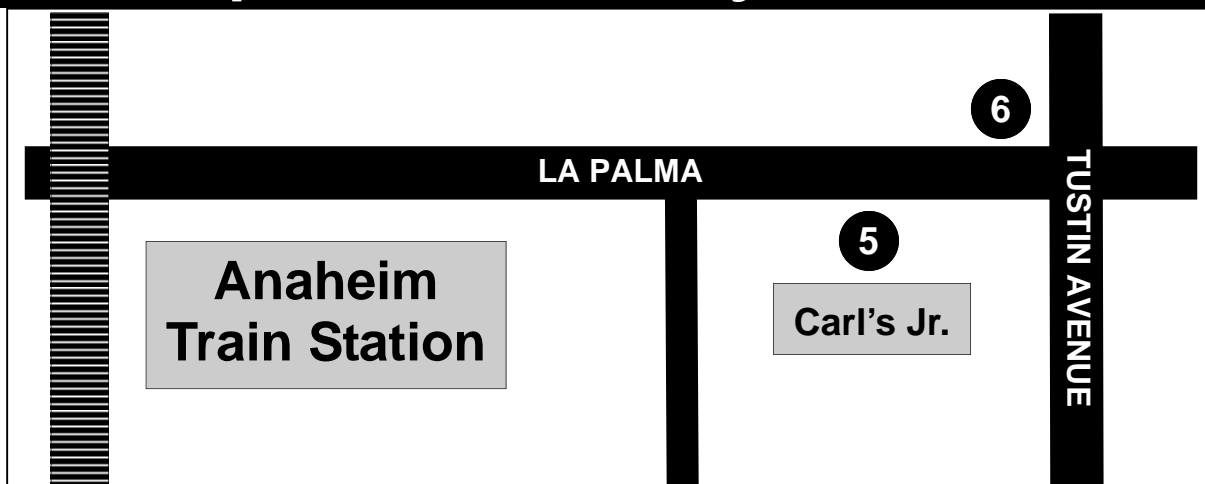 LA PALMA
6
TUSTIN AVENUE
5
Anaheim
Train Station
Carl’s Jr.